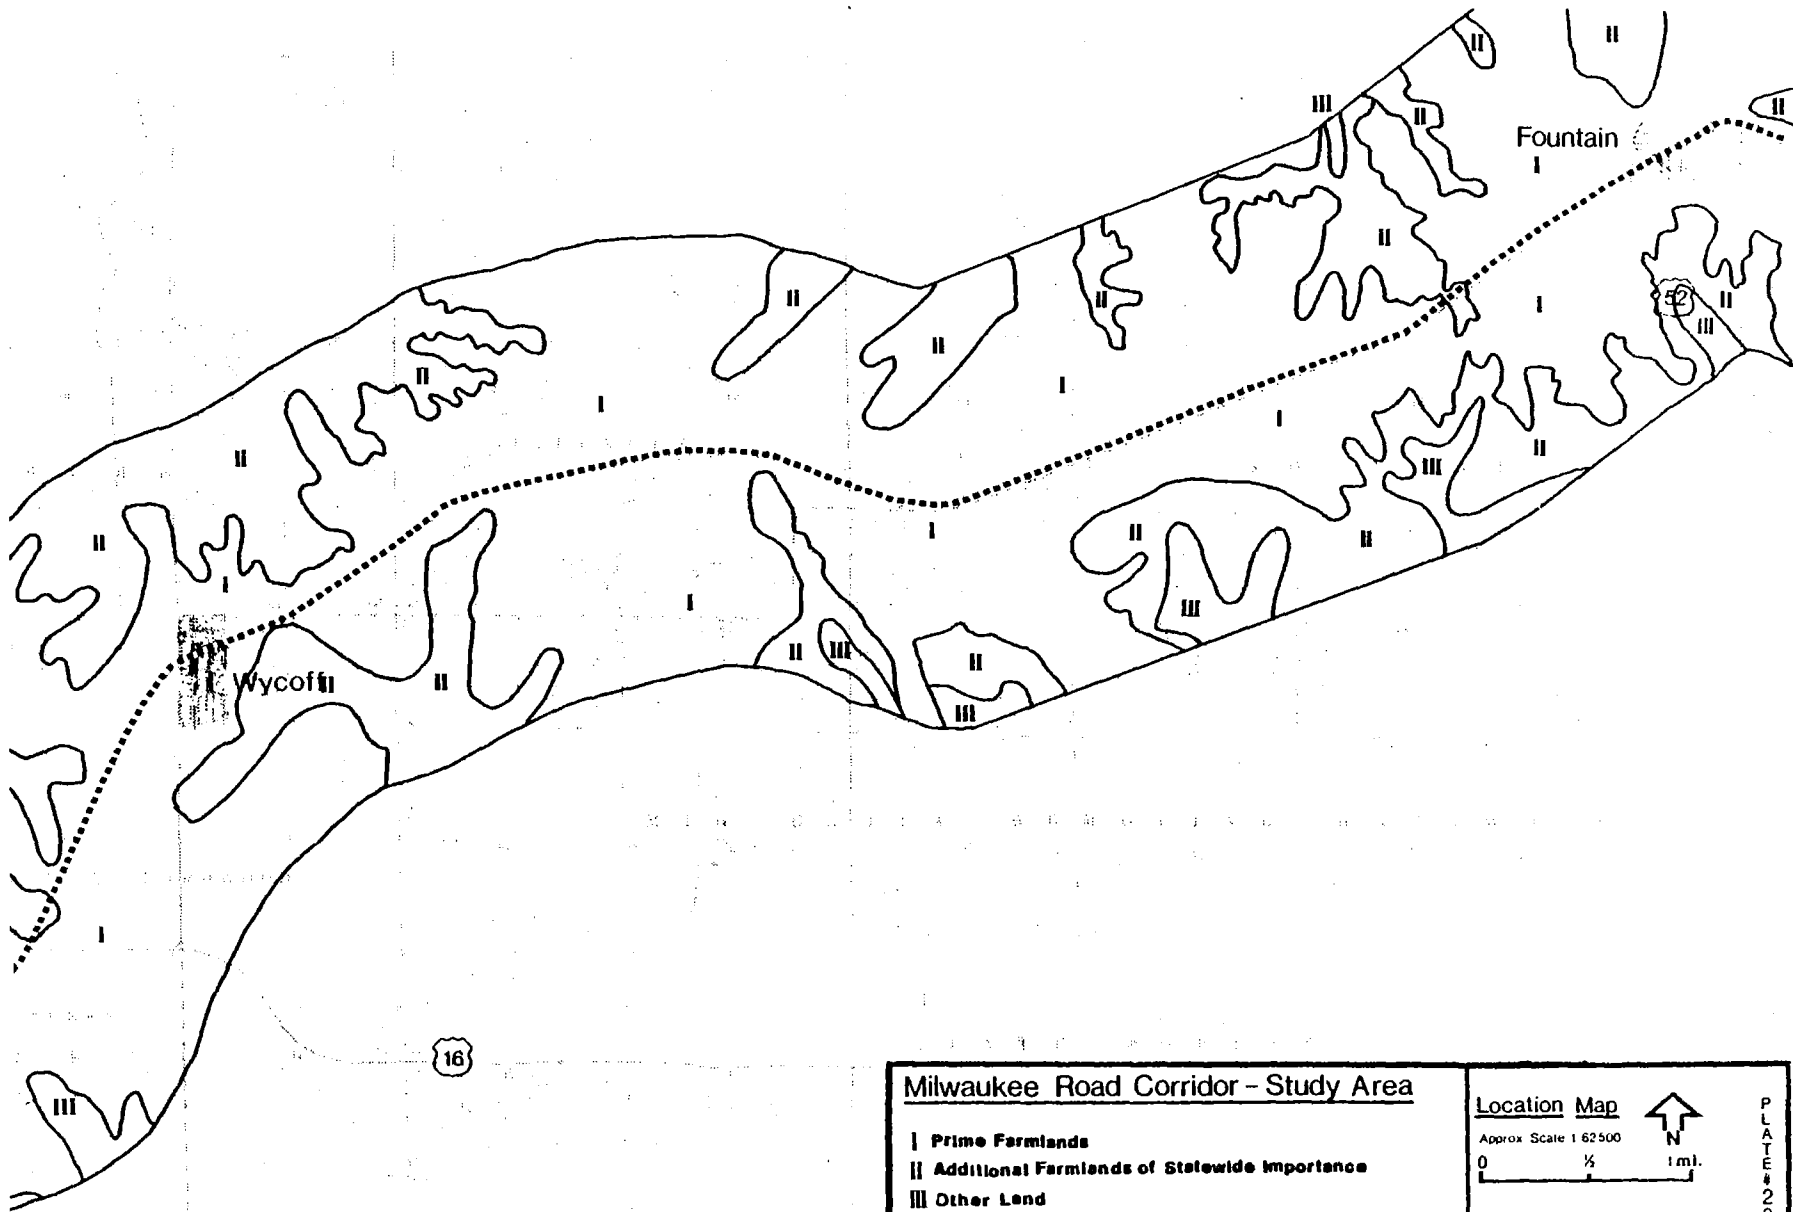 II
II
III
II
II
Fountain
I
II
II
II
II
52
II
III
I
II
II
I
I
I
II
II
III
II
I
II
II
I
I
III
II
III
Wycoff
II
II
II
III
I
16
III
Milwaukee Road Corridor - Study Area
I Prime Farmlands
II Additional Farmlands of Statewide Importance
III Other Land
Location Map
N
Approx Scale 1 62500
0 ½ 1 mi.
PLATE#2